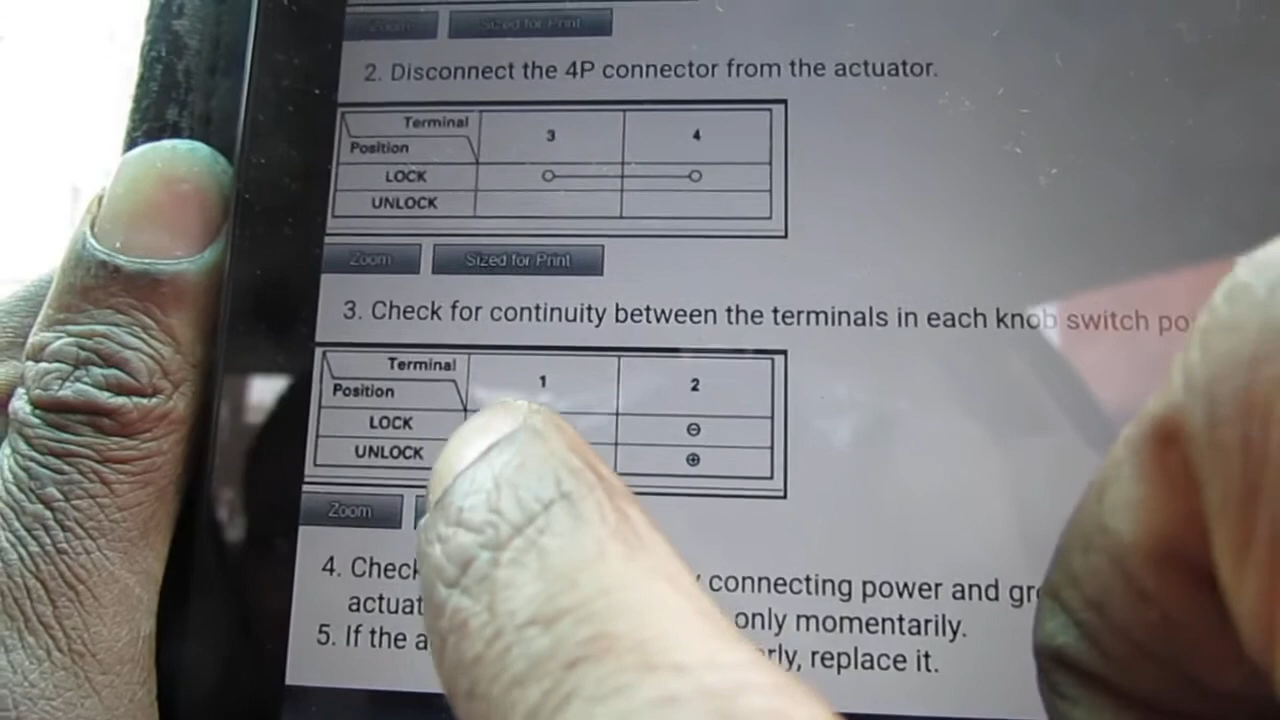 Zoom Sized for Print
2. Disconnect the 4P connector from the actuator.
Terminal 3 4
Position
LOCK
UNLOCK
Zoom Sized for Print
3. Check for continuity between the terminals in each knob switch po
Terminal 1 2
Position
LOCK ⊖
UNLOCK ⊕
Zoom
4. Check connecting power and gr
actuat only momentarily.
5. If the a rly, replace it.